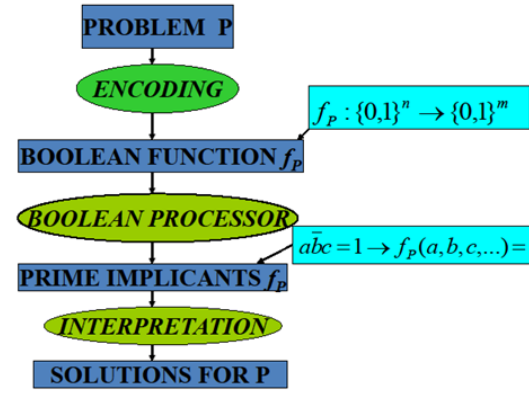 PROBLEM P
ENCODING
f_P : {0,1}^n → {0,1}^m
BOOLEAN FUNCTION f_P
BOOLEAN PROCESSOR
ab̄c = 1 → f_P(a,b,c,...) =
PRIME IMPLICANTS f_P
INTERPRETATION
SOLUTIONS FOR P